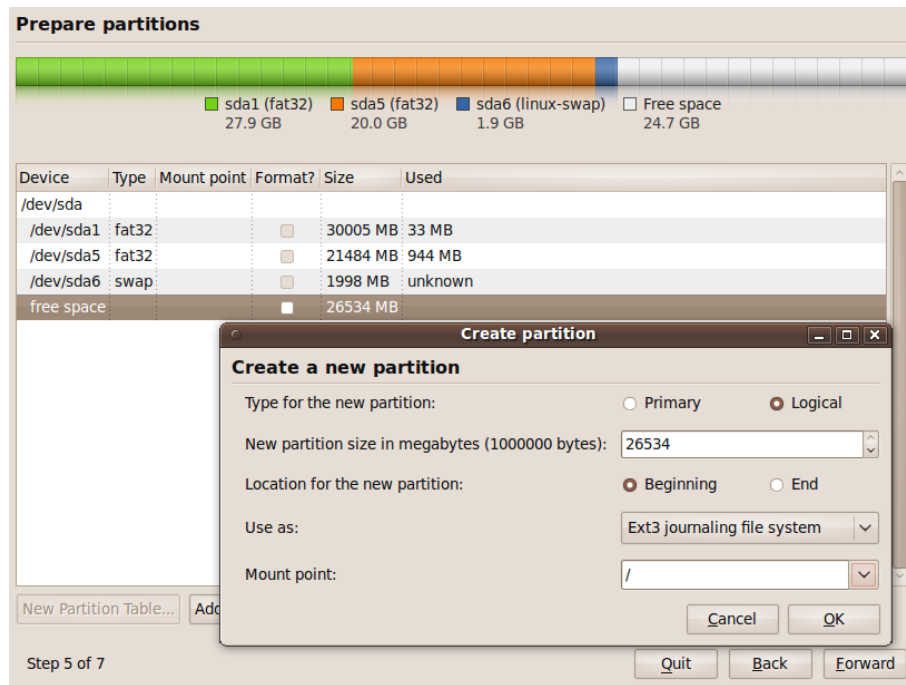 Prepare partitions
sda1 (fat32) sda5 (fat32) sda6 (linux-swap) Free space
27.9 GB 20.0 GB 1.9 GB 24.7 GB
Device Type Mount point Format? Size Used
/dev/sda
/dev/sda1 fat32 30005 MB 33 MB
/dev/sda5 fat32 21484 MB 944 MB
/dev/sda6 swap 1998 MB unknown
free space 26534 MB
Create partition
Create a new partition
Type for the new partition: Primary Logical
New partition size in megabytes (1000000 bytes): 26534
Location for the new partition: Beginning End
Use as: Ext3 journaling file system
Mount point: /
New Partition Table... Add
Cancel OK
Step 5 of 7 Quit Back Forward